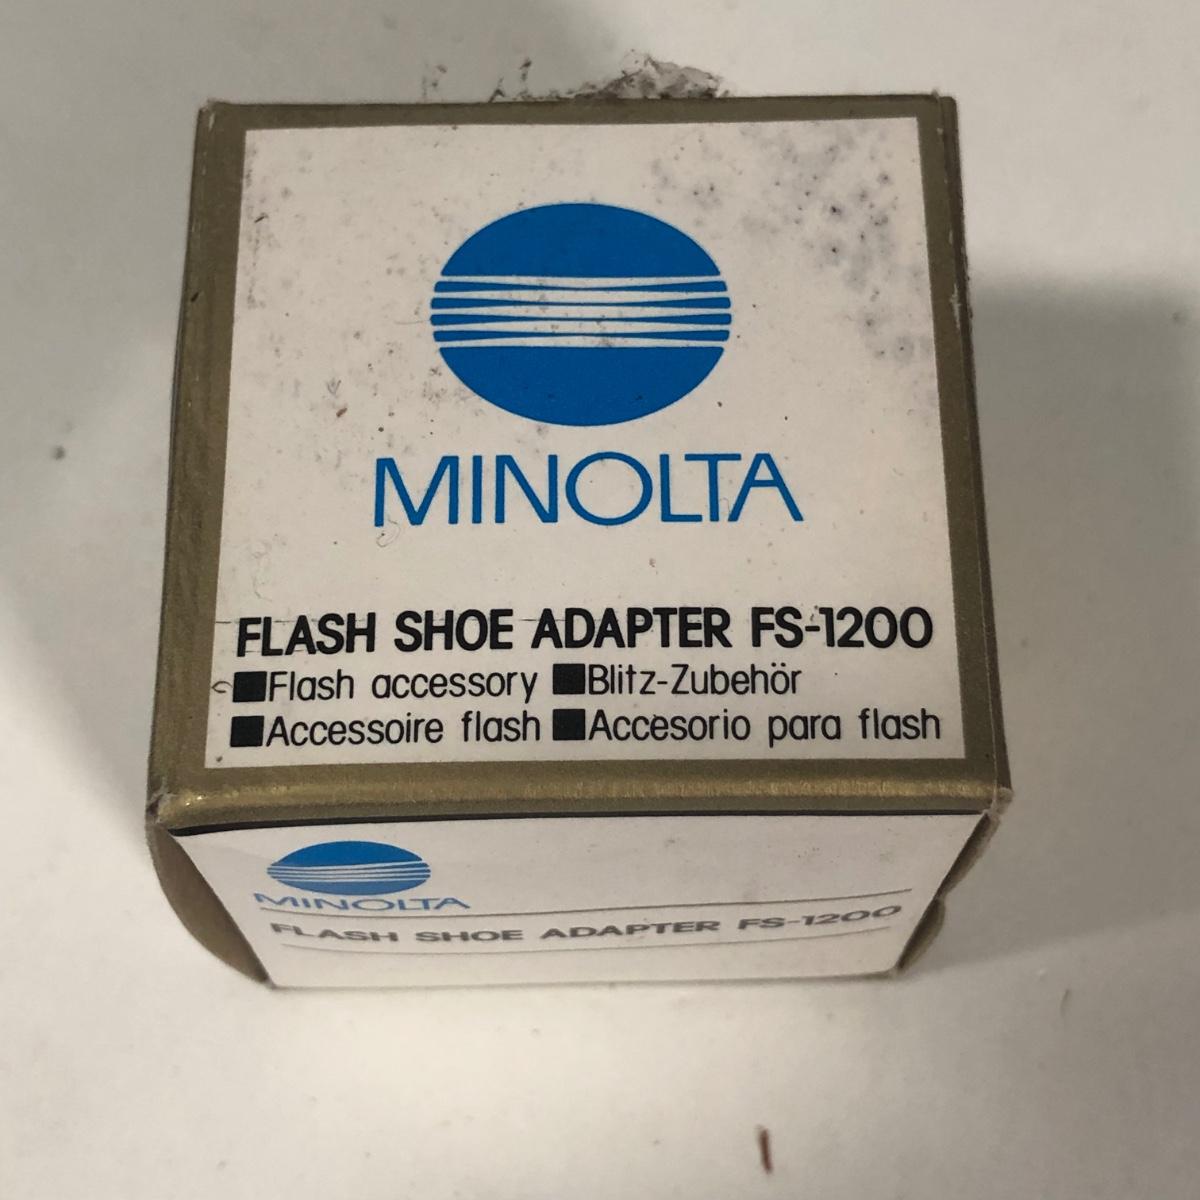 MINOLTA
FLASH SHOE ADAPTER FS-1200
■Flash accessory ■Blitz-Zubehör
■Accessoire flash ■Accesorio para flash
MINOLTA
FLASH SHOE ADAPTER FS-1200